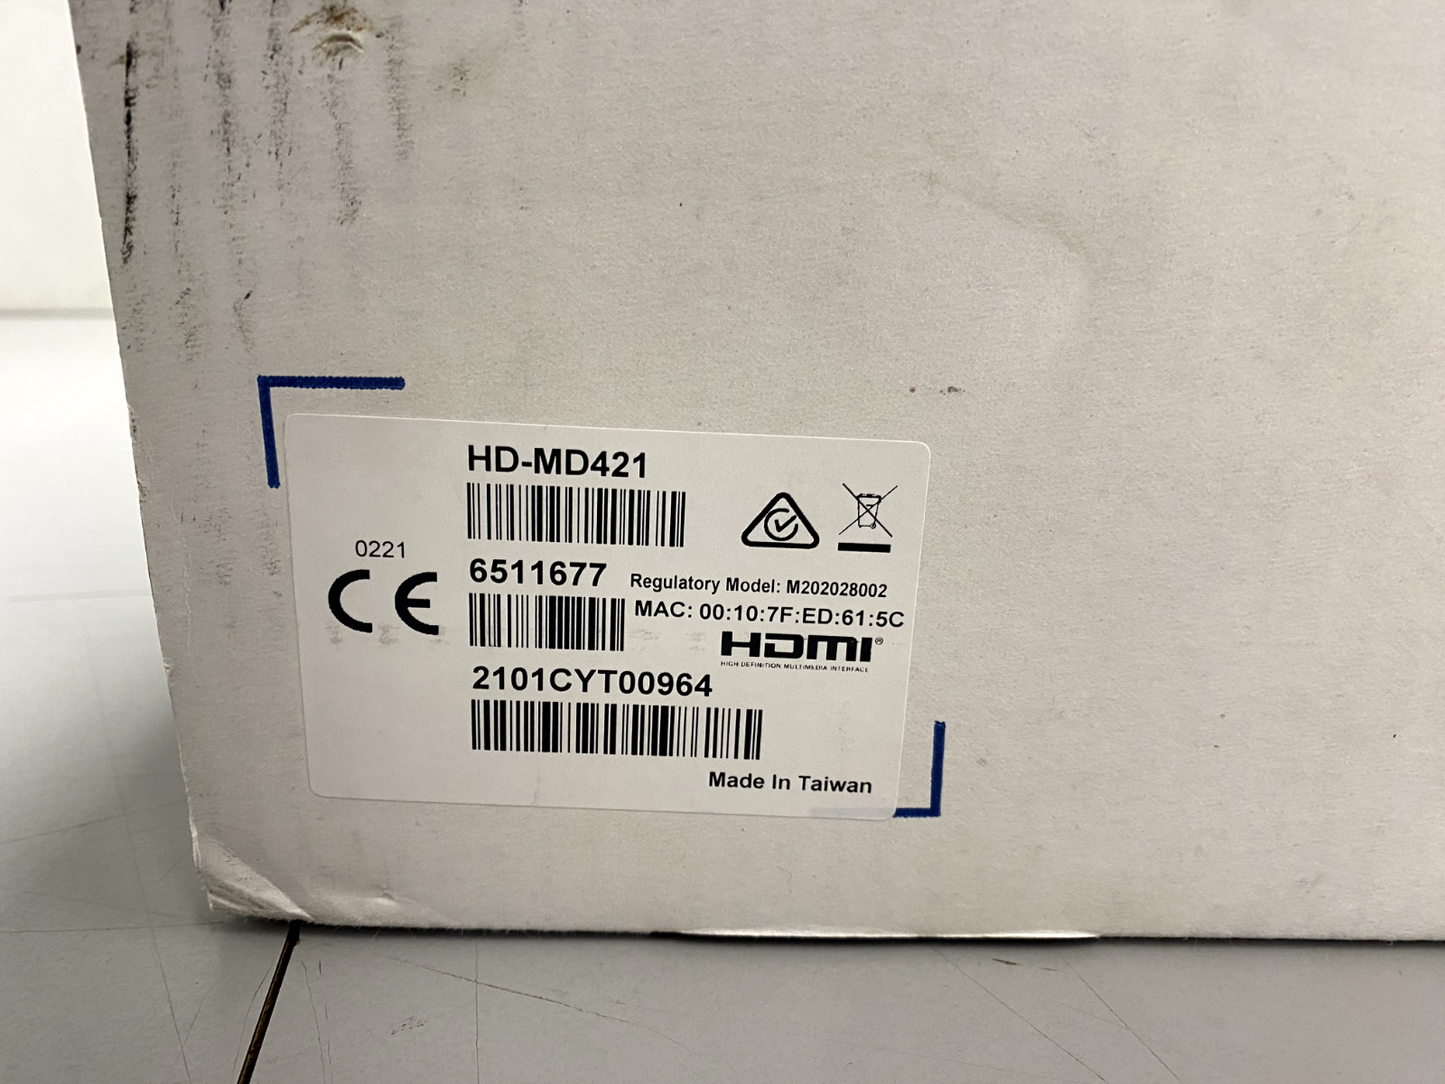 HD-MD421
0221
CE
6511677
Regulatory Model: M202028002
MAC: 00:10:7F:ED:61:5C
HDMI®
HIGH DEFINITION MULTIMEDIA INTERFACE
2101CYT00964
Made In Taiwan